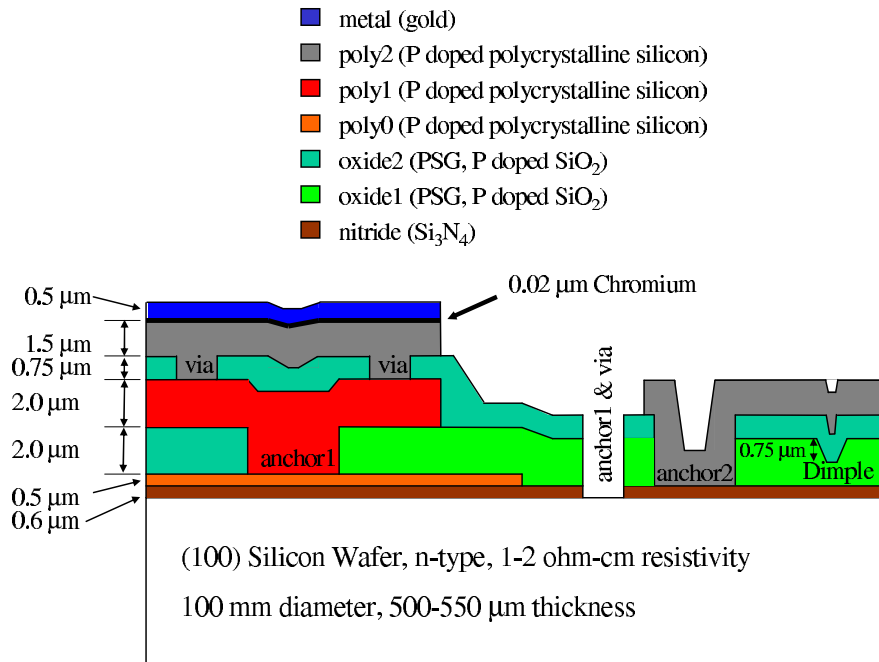 metal (gold)
poly2 (P doped polycrystalline silicon)
poly1 (P doped polycrystalline silicon)
poly0 (P doped polycrystalline silicon)
oxide2 (PSG, P doped SiO₂)
oxide1 (PSG, P doped SiO₂)
nitride (Si₃N₄)
0.02 μm Chromium
0.5 μm
1.5 μm
0.75 μm
2.0 μm
2.0 μm
0.5 μm
0.6 μm
via
via
anchor1
anchor1 & via
anchor2
0.75 μm
Dimple
(100) Silicon Wafer, n-type, 1-2 ohm-cm resistivity
100 mm diameter, 500-550 μm thickness